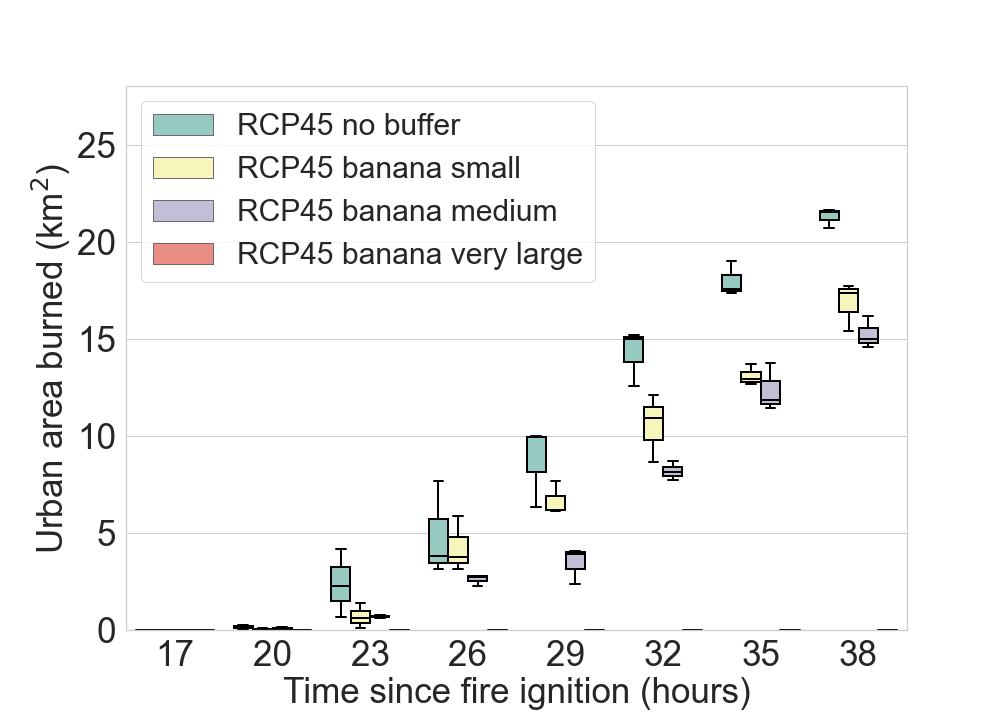 RCP45 no buffer
RCP45 banana small
RCP45 banana medium
RCP45 banana very large
Urban area burned (km²)
25
20
15
10
5
0
17 20 23 26 29 32 35 38
Time since fire ignition (hours)